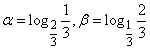 α = log_{2/3} 1/3, β = log_{1/3} 2/3